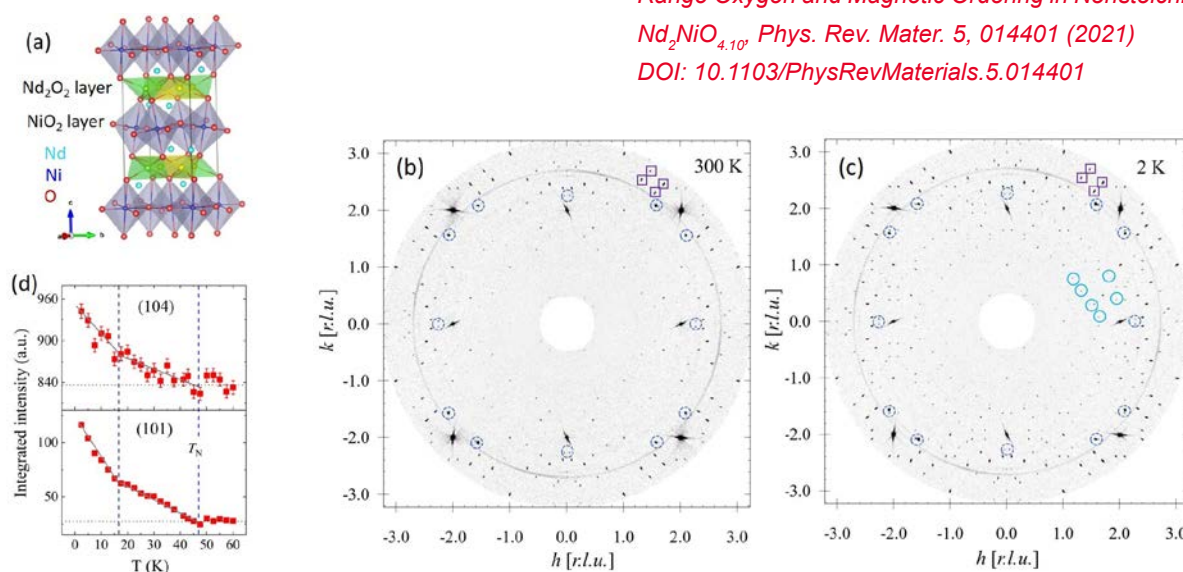 Range Oxygen and Magnetic Ordering in
Nd2NiO4.10, Phys. Rev. Mater. 5, 014401 (2021)
DOI: 10.1103/PhysRevMaterials.5.014401
(a)
Nd2O2 layer
NiO2 layer
Nd
Ni
O
c
b
(b)
300 K
3.0
2.0
1.0
0.0
-1.0
-2.0
-3.0
k [r.l.u.]
-3.0 -2.0 -1.0 0.0 1.0 2.0 3.0
h [r.l.u.]
(c)
2 K
3.0
2.0
1.0
0.0
-1.0
-2.0
-3.0
k [r.l.u.]
-3.0 -2.0 -1.0 0.0 1.0 2.0 3.0
h [r.l.u.]
(d)
(104)
960
900
840
(101)
TN
100
50
Integrated intensity (a.u.)
0 10 20 30 40 50 60
T (K)